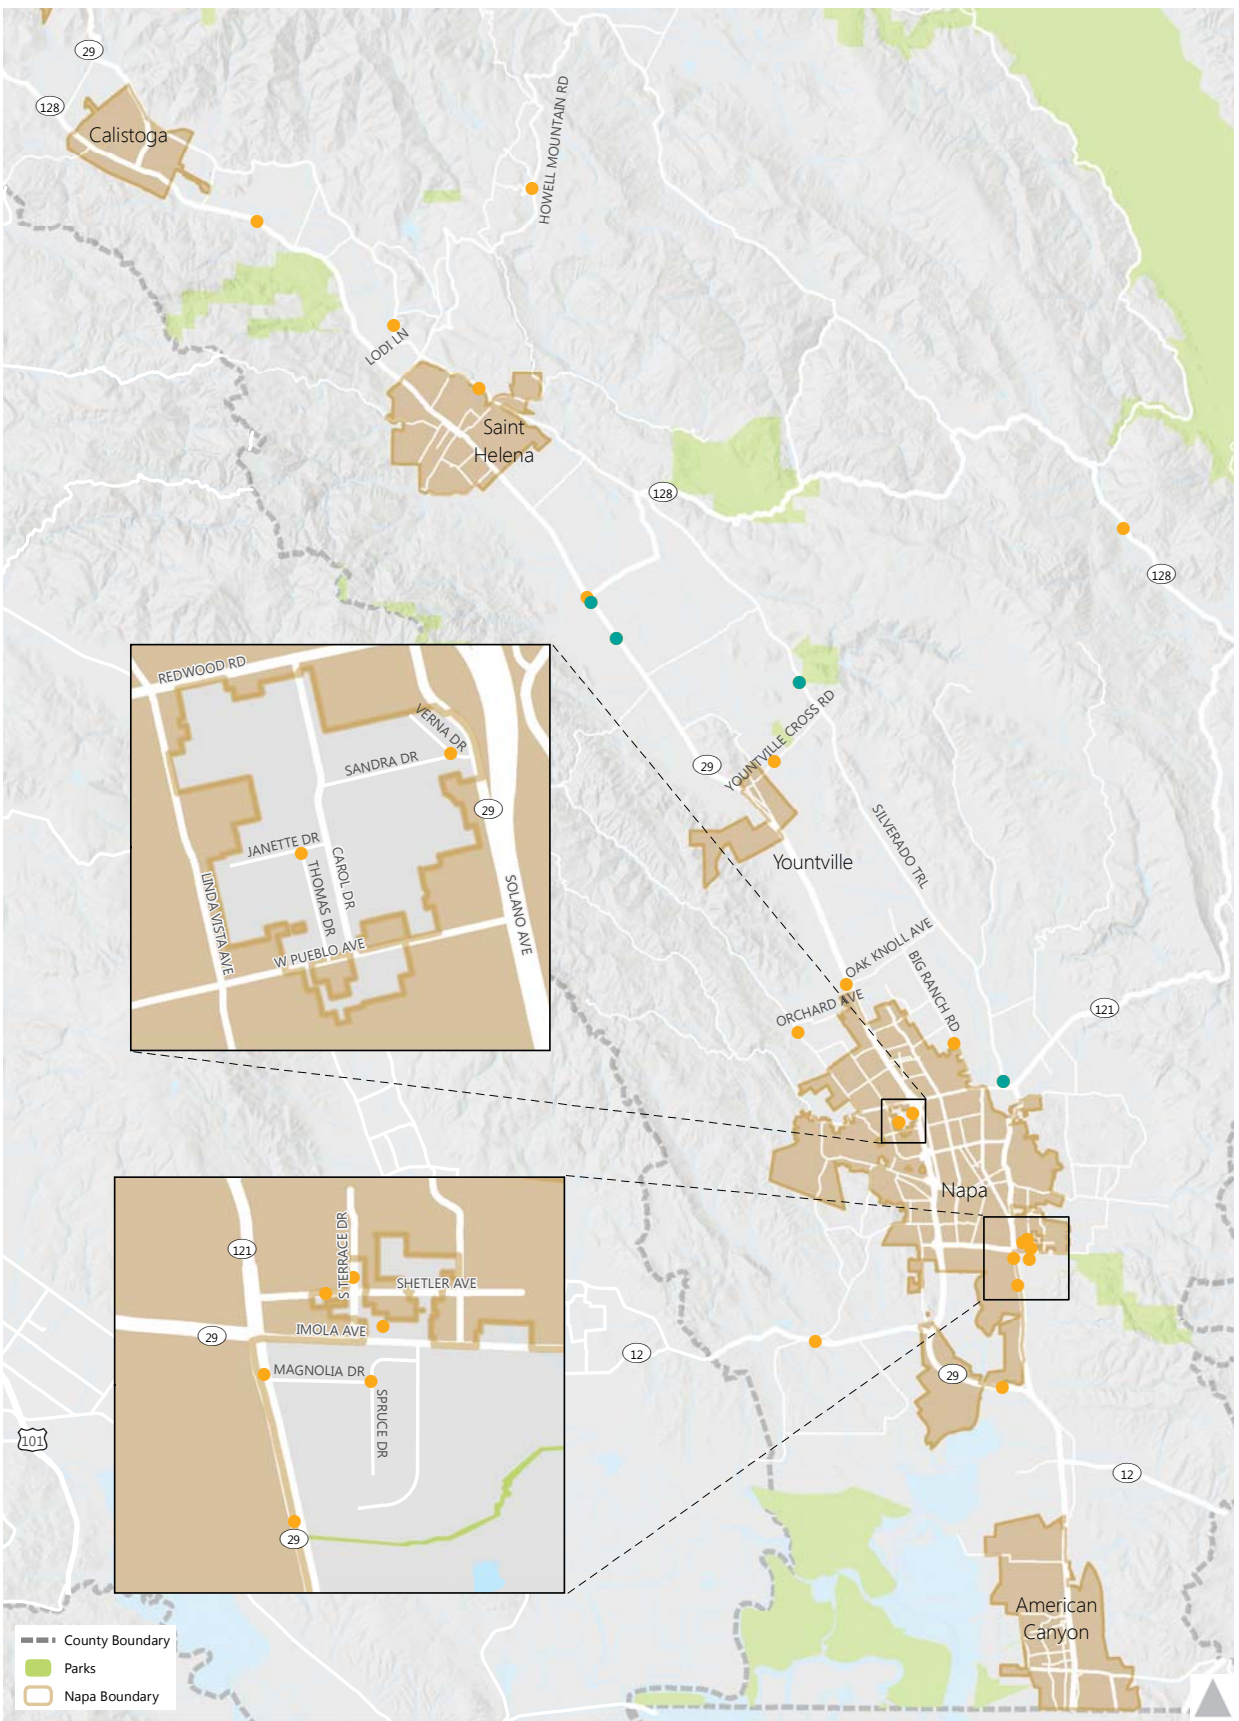 29
128
Calistoga
HOWELL MOUNTAIN RD
LODI LN
Saint
Helena
128
128
REDWOOD RD
VERNA DR
SANDRA DR
29
JANETTE DR
CAROL DR
THOMAS DR
LINDA VISTA AVE
SOLANO AVE
W PUEBLO AVE
29
YOUNTVILLE CROSS RD
SILVERADO TRL
Yountville
OAK KNOLL AVE
BIG RANCH RD
ORCHARD AVE
121
Napa
121
S TERRACE DR
SHETLER AVE
29
IMOLA AVE
MAGNOLIA DR
SPRUCE DR
29
12
29
101
12
American
Canyon
County Boundary
Parks
Napa Boundary